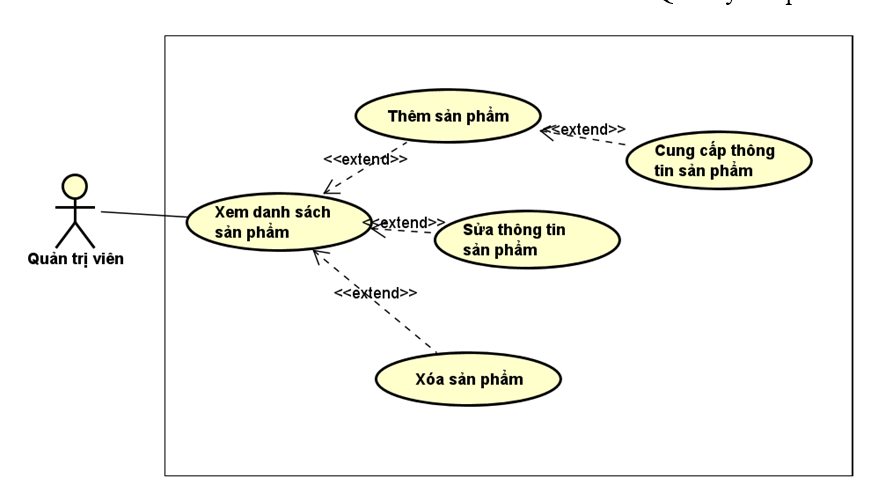 Thêm sản phẩm
<<extend>>
Cung cấp thông
tin sản phẩm
<<extend>>
Xem danh sách
sản phẩm
<<extend>>
Sửa thông tin
sản phẩm
Quản trị viên
<<extend>>
Xóa sản phẩm